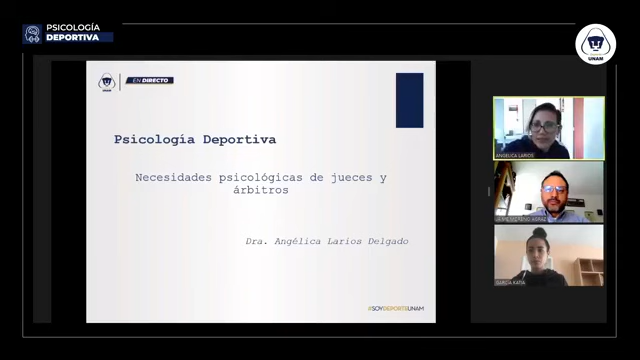 PSICOLOGÍA
DEPORTIVA
UNAM
EN DIRECTO
Psicología Deportiva
Necesidades psicológicas de jueces y
árbitros
Dra. Angélica Larios Delgado
#SOYDEPORTEUNAM
ANGELICA LARIOS
GARCIA KATIA